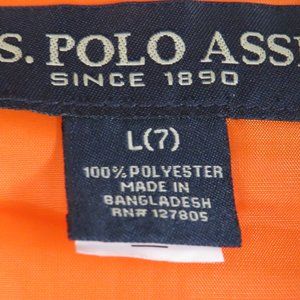 S. POLO ASS
SINCE 1890
L(7)
100% POLYESTER
MADE IN
BANGLADESH
RN# 127805